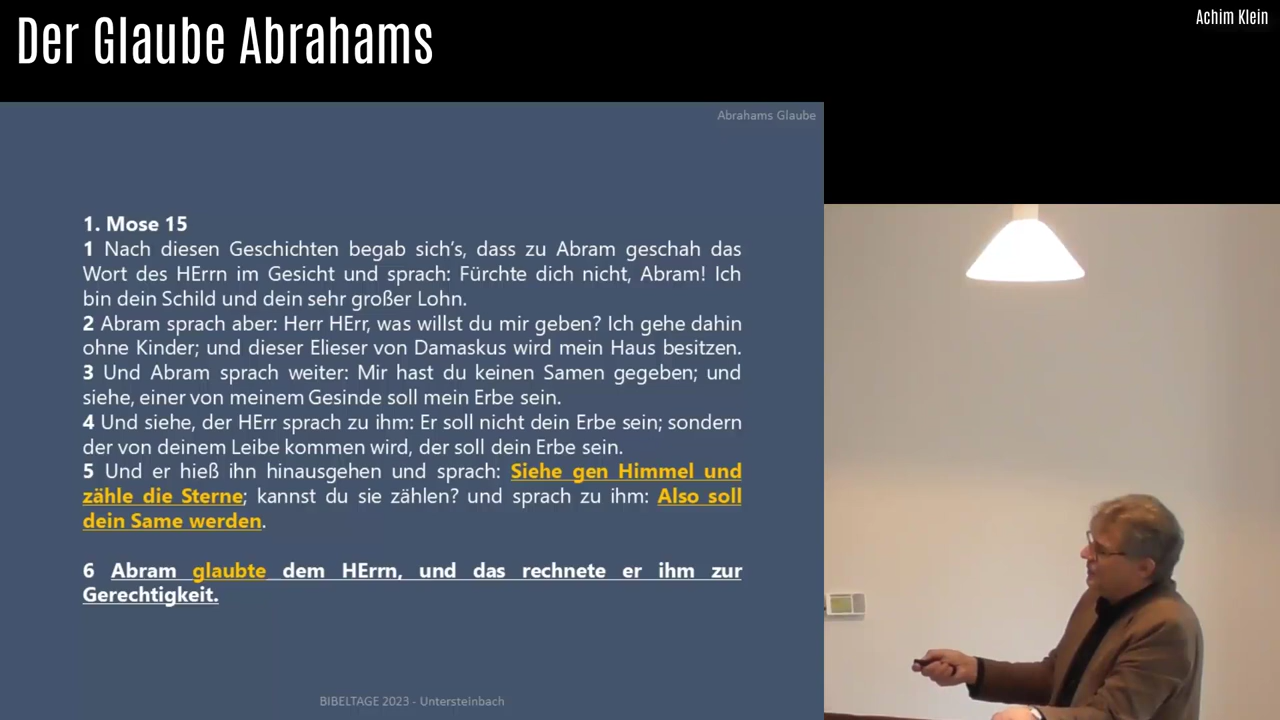 Der Glaube Abrahams
Achim Klein
Abrahams Glaube
1. Mose 15
1 Nach diesen Geschichten begab sich's, dass zu Abram geschah das
Wort des HErrn im Gesicht und sprach: Fürchte dich nicht, Abram! Ich
bin dein Schild und dein sehr großer Lohn.
2 Abram sprach aber: Herr HErr, was willst du mir geben? Ich gehe dahin
ohne Kinder; und dieser Elieser von Damaskus wird mein Haus besitzen.
3 Und Abram sprach weiter: Mir hast du keinen Samen gegeben; und
siehe, einer von meinem Gesinde soll mein Erbe sein.
4 Und siehe, der HErr sprach zu ihm: Er soll nicht dein Erbe sein; sondern
der von deinem Leibe kommen wird, der soll dein Erbe sein.
5 Und er hieß ihn hinausgehen und sprach: Siehe gen Himmel und
zähle die Sterne; kannst du sie zählen? und sprach zu ihm: Also soll
dein Same werden.
6 Abram glaubte dem HErrn, und das rechnete er ihm zur
Gerechtigkeit.
BIBELTAGE 2023 - Untersteinbach